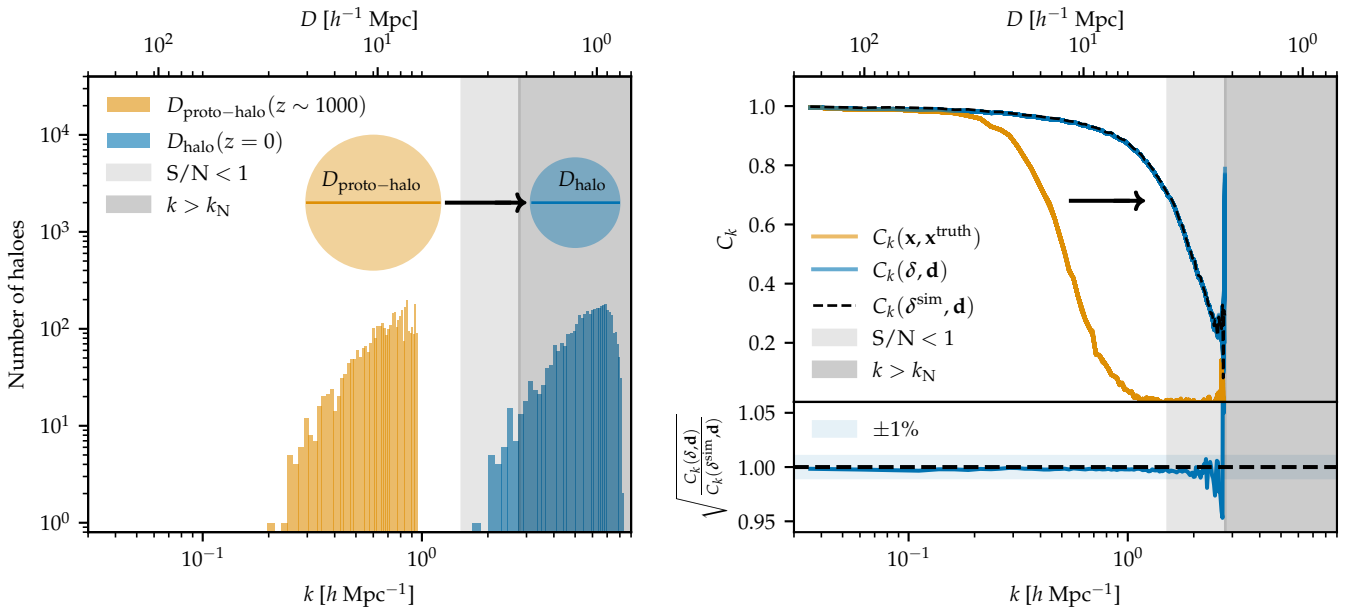 D [h⁻¹ Mpc]
10² 10¹ 10⁰
Number of haloes
10⁴
10³
10²
10¹
10⁰
D_proto−halo(z ∼ 1000)
D_halo(z = 0)
S/N < 1
k > k_N
D_proto−halo
D_halo
10⁻¹ 10⁰
k [h Mpc⁻¹]
D [h⁻¹ Mpc]
10² 10¹ 10⁰
C_k
1.0
0.8
0.6
0.4
0.2
C_k(x, x^truth)
C_k(δ, d)
C_k(δ^sim, d)
S/N < 1
k > k_N
√(C_k(δ,d)/C_k(δ^sim,d))
1.05
1.00
0.95
±1%
10⁻¹ 10⁰
k [h Mpc⁻¹]